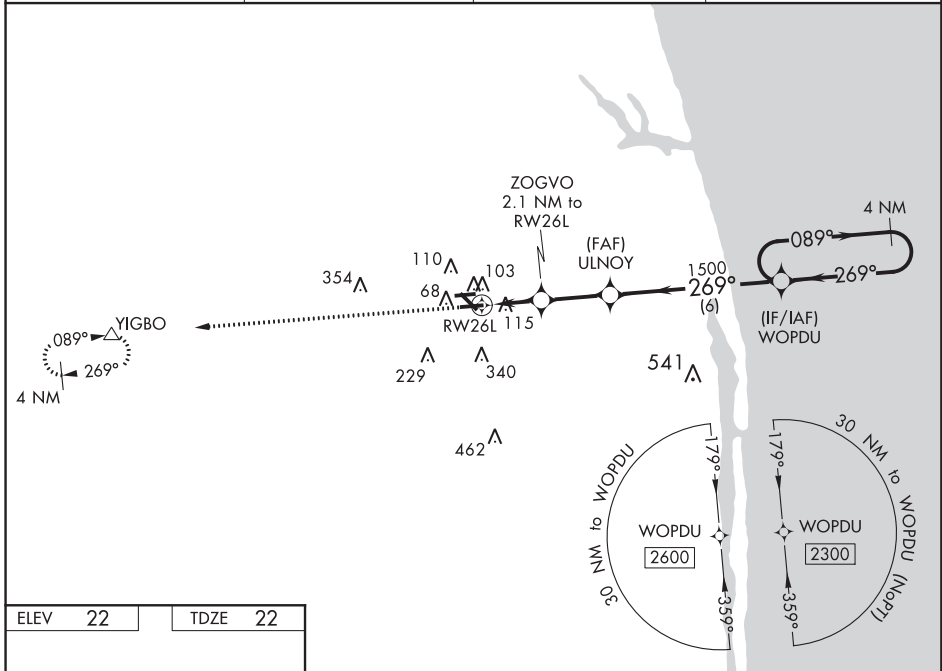 ZOGVO
2.1 NM to
RW26L
(FAF)
ULNOY
4 NM
089°
269°
1500
269°
(6)
(IF/IAF)
WOPDU
110
103
354
68
RW26L
115
YIGBO
089°
269°
4 NM
229
340
541
462
30 NM to WOPDU
179°
WOPDU
2600
359°
30 NM to WOPDU (NoPT)
179°
WOPDU
2300
359°
ELEV 22
TDZE 22